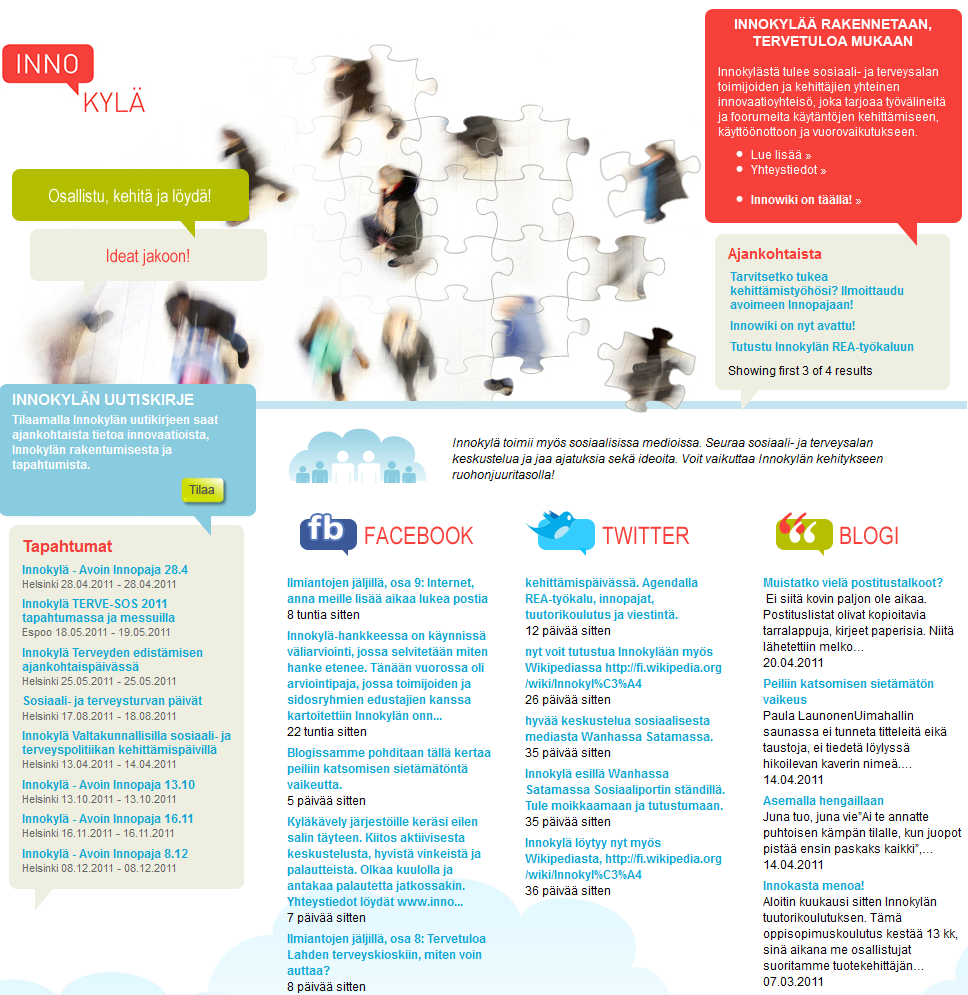 INNO
KYLÄ
Osallistu, kehitä ja löydä!
Ideat jakoon!
INNOKYLÄÄ RAKENNETAAN,
TERVETULOA MUKAAN
Innokylästä tulee sosiaali- ja terveysalan
toimijoiden ja kehittäjien yhteinen
innovaatioyhteisö, joka tarjoaa työvälineitä
ja foorumeita käytäntöjen kehittämiseen,
käyttöönottoon ja vuorovaikutukseen.
Lue lisää »
Yhteystiedot »
Innowiki on täällä! »
Ajankohtaista
Tarvitsetko tukea
kehittämistyöhösi? Ilmoittaudu
avoimeen Innopajaan!
Innowiki on nyt avattu!
Tutustu Innokylän REA-työkaluun
Showing first 3 of 4 results
INNOKYLÄN UUTISKIRJE
Tilaamalla Innokylän uutikirjeen saat
ajankohtaista tietoa innovaatioista,
Innokylän rakentumisesta ja
tapahtumista.
Tilaa
Tapahtumat
Innokylä - Avoin Innopaja 28.4
Helsinki 28.04.2011 - 28.04.2011
Innokylä TERVE-SOS 2011
tapahtumassa ja messuilla
Espoo 18.05.2011 - 19.05.2011
Innokylä Terveyden edistämisen
ajankohtaispäivässä
Helsinki 25.05.2011 - 25.05.2011
Sosiaali- ja terveysturvan päivät
Helsinki 17.08.2011 - 18.08.2011
Innokylä Valtakunnallisilla sosiaali- ja
terveyspolitiikan kehittämispäivillä
Helsinki 13.04.2011 - 14.04.2011
Innokylä - Avoin Innopaja 13.10
Helsinki 13.10.2011 - 13.10.2011
Innokylä - Avoin Innopaja 16.11
Helsinki 16.11.2011 - 16.11.2011
Innokylä - Avoin Innopaja 8.12
Helsinki 08.12.2011 - 08.12.2011
Innokylä toimii myös sosiaalisissa medioissa. Seuraa sosiaali- ja terveysalan
keskustelua ja jaa ajatuksia sekä ideoita. Voit vaikuttaa Innokylän kehitykseen
ruohonjuuritasolla!
fb FACEBOOK
Ilmiantojen jäljillä, osa 9: Internet,
anna meille lisää aikaa lukea postia
8 tuntia sitten
Innokylä-hankkeessa on käynnissä
väliarviointi, jossa selvitetään miten
hanke etenee. Tänään vuorossa oli
arviointipaja, jossa toimijoiden ja
sidosryhmien edustajien kanssa
kartoitettiin Innokylän onn...
22 tuntia sitten
Blogissamme pohditaan tällä kertaa
peiliin katsomisen sietämätöntä
vaikeutta.
5 päivää sitten
Kyläkävely järjestöille keräsi eilen
salin täyteen. Kiitos aktiivisesta
keskustelusta, hyvistä vinkeistä ja
palautteista. Olkaa kuulolla ja
antakaa palautetta jatkossakin.
Yhteystiedot löydät www.inno...
7 päivää sitten
Ilmiantojen jäljillä, osa 8: Tervetuloa
Lahden terveyskioskiin, miten voin
auttaa?
8 päivää sitten
TWITTER
kehittämispäivässä. Agendalla
REA-työkalu, innopajat,
tuutorikoulutus ja viestintä.
12 päivää sitten
nyt voit tutustua Innokylään myös
Wikipediassa http://fi.wikipedia.org
/wiki/Innokyl%C3%A4
26 päivää sitten
hyvää keskustelua sosiaalisesta
mediasta Wanhassa Satamassa.
35 päivää sitten
Innokylä esillä Wanhassa
Satamassa Sosiaaliportin ständillä.
Tule moikkaamaan ja tutustumaan.
35 päivää sitten
Innokylä löytyy nyt myös
Wikipediasta, http://fi.wikipedia.org
/wiki/Innokyl%C3%A4
36 päivää sitten
BLOGI
Muistatko vielä postitustalkoot?
Ei siitä kovin paljon ole aikaa.
Postituslistat olivat kopioitavia
tarralappuja, kirjeet paperisia. Niitä
lähetettiin melko…
20.04.2011
Peiliin katsomisen sietämätön
vaikeus
Paula LaunonenUimahallin
saunassa ei tunneta titteleitä eikä
taustoja, ei tiedetä löylyssä
hikoilevan kaverin nimeä.…
14.04.2011
Asemalla hengaillaan
Juna tuo, juna vie"Ai te annatte
puhtoisen kämpän tilalle, kun juopot
pistää ensin paskaks kaikki",…
14.04.2011
Innokasta menoa!
Aloitin kuukausi sitten Innokylän
tuutorikoulutuksen. Tämä
oppisopimuskoulutus kestää 13 kk,
sinä aikana me osallistujat
suoritamme tuotekehittäjän…
07.03.2011